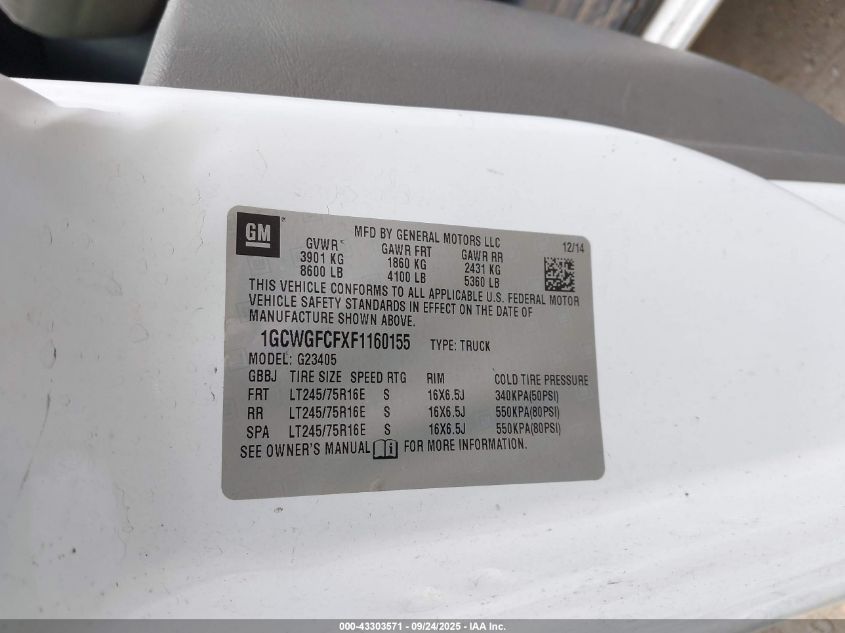 GM
MFD BY GENERAL MOTORS LLC 12/14
GVWR GAWR FRT GAWR RR
3901 KG 1860 KG 2431 KG
8600 LB 4100 LB 5360 LB
THIS VEHICLE CONFORMS TO ALL APPLICABLE U.S. FEDERAL MOTOR
VEHICLE SAFETY STANDARDS IN EFFECT ON THE DATE OF
MANUFACTURE SHOWN ABOVE.
1GCWGFCFXF1160155 TYPE: TRUCK
MODEL: G23405
GBBJ TIRE SIZE SPEED RTG RIM COLD TIRE PRESSURE
FRT LT245/75R16E S 16X6.5J 340KPA(50PSI)
RR LT245/75R16E S 16X6.5J 550KPA(80PSI)
SPA LT245/75R16E S 16X6.5J 550KPA(80PSI)
SEE OWNER'S MANUAL i FOR MORE INFORMATION.
000-43303571 - 09/24/2025 - IAA Inc.